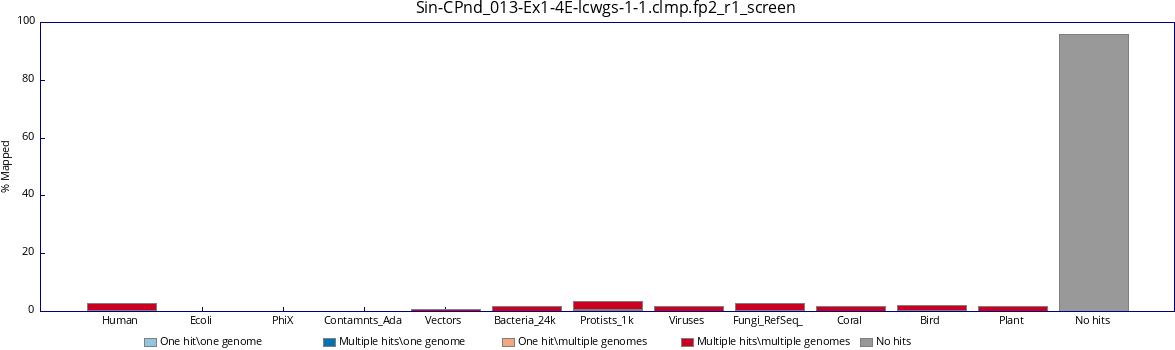 Sin-CPnd_013-Ex1-4E-lcwgs-1-1.clmp.fp2_r1_screen
100
80
60
40
20
0
% Mapped
Human Ecoli PhiX Contamnts_Ada Vectors Bacteria_24k Protists_1k Viruses Fungi_RefSeq_ Coral Bird Plant No hits
One hit\one genome Multiple hits\one genome One hit\multiple genomes Multiple hits\multiple genomes No hits